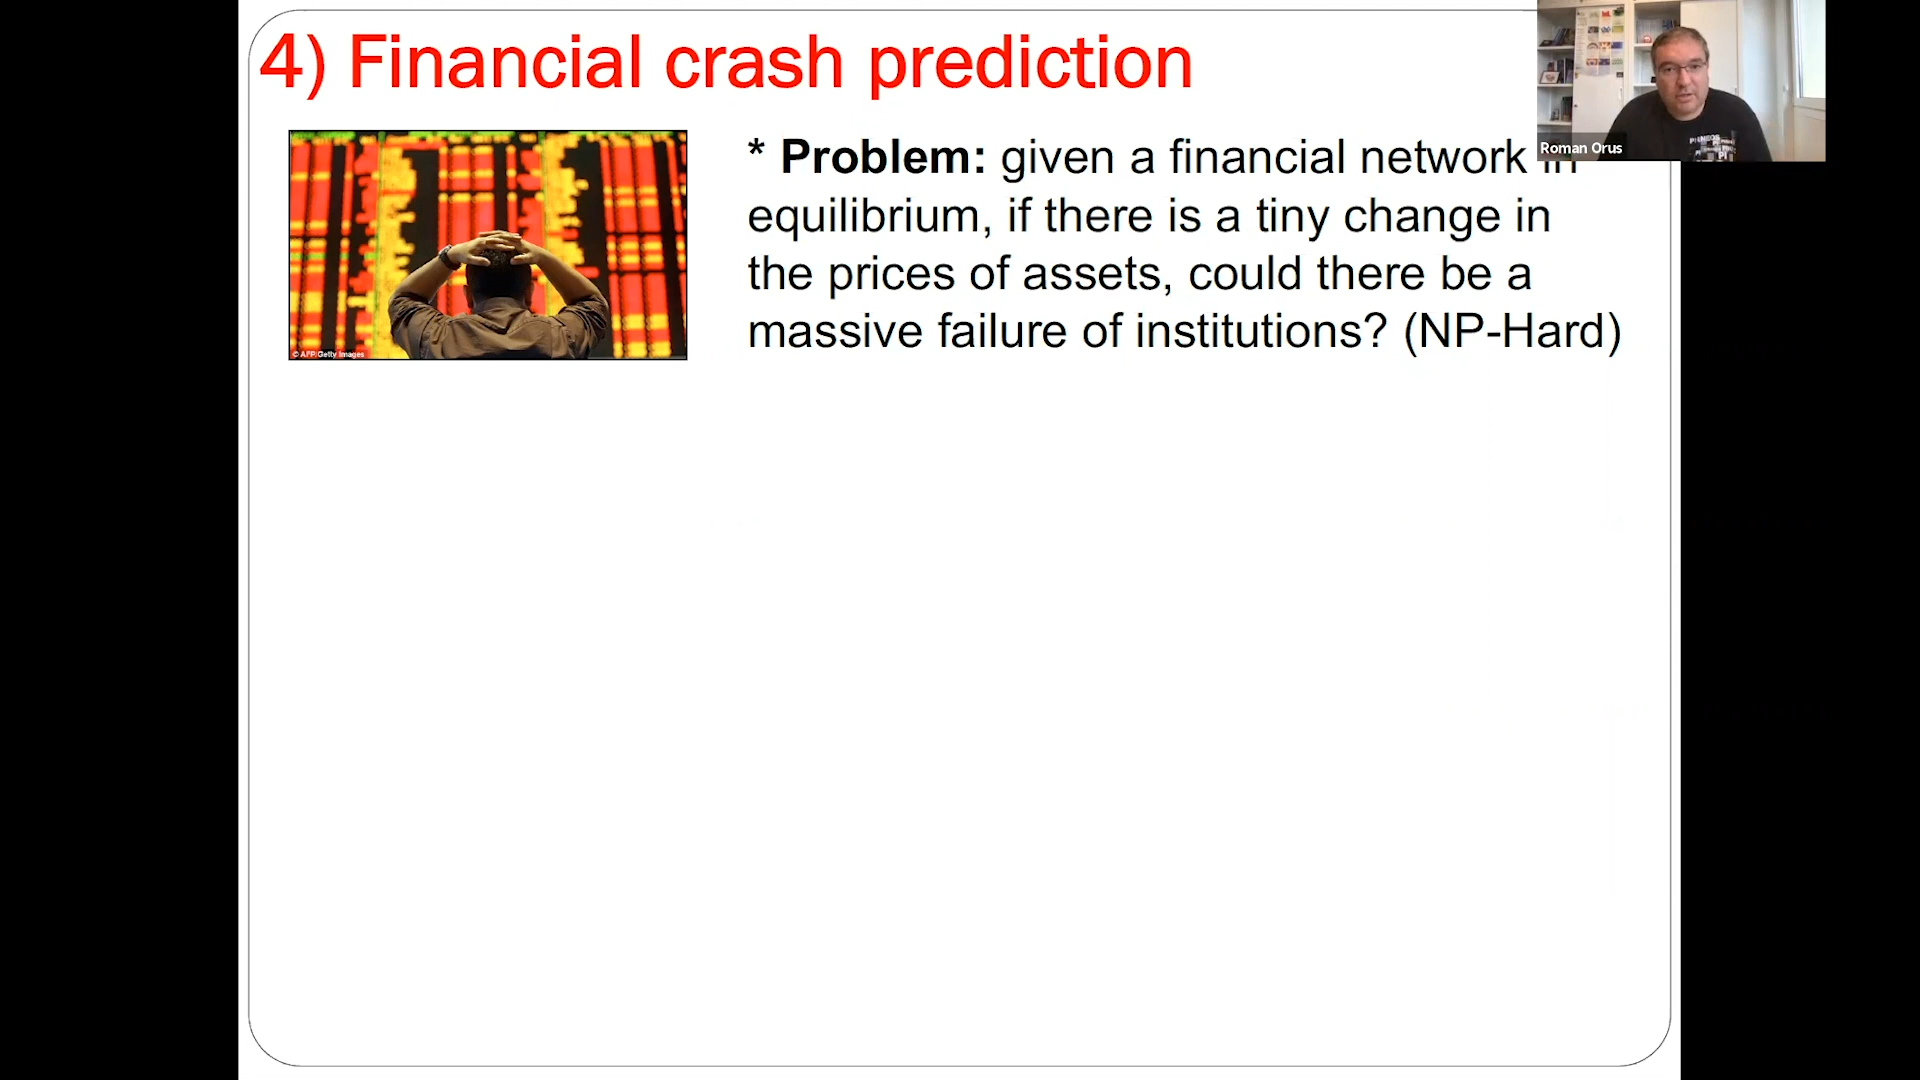 4) Financial crash prediction
* Problem: given a financial network in
equilibrium, if there is a tiny change in
the prices of assets, could there be a
massive failure of institutions? (NP-Hard)
© AFP/Getty Images
Roman Orus